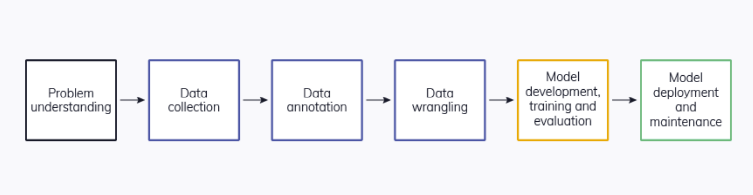 Problem
understanding
Data
collection
Data
annotation
Data
wrangling
Model
development,
training and
evaluation
Model
deployment
and
maintenance